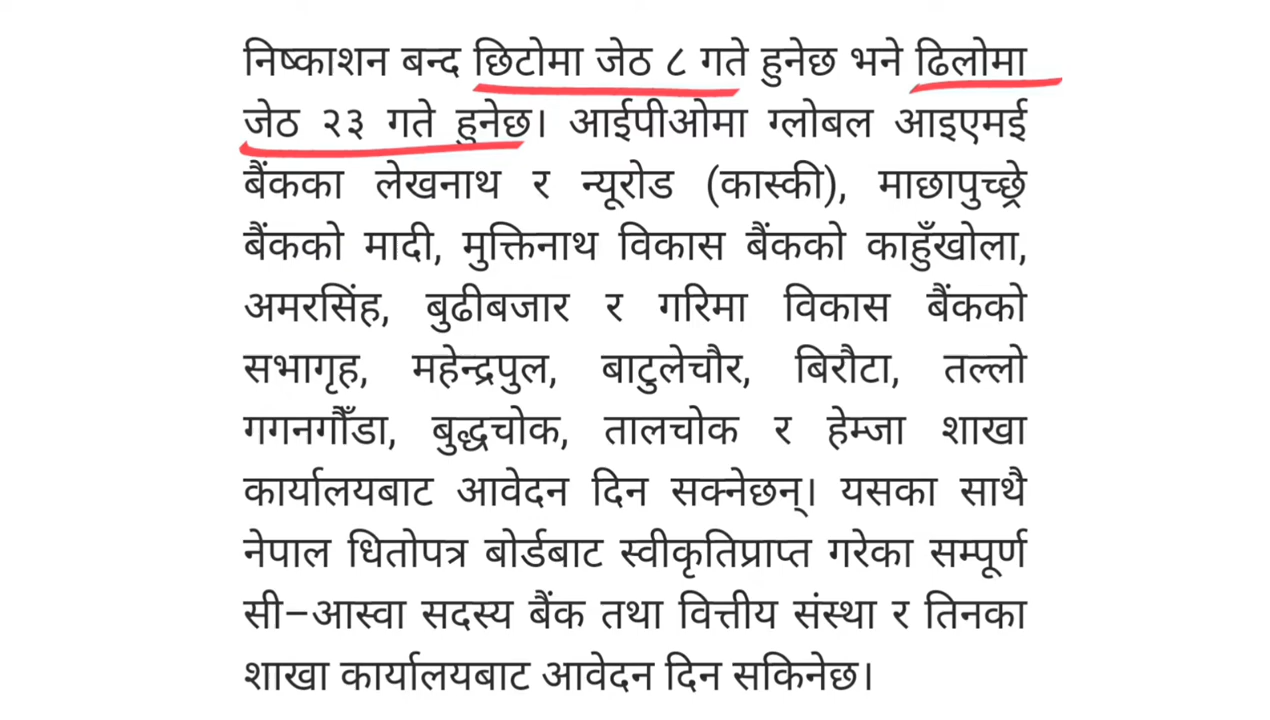 निष्काशन बन्द छिटोमा जेठ ८ गते हुनेछ भने ढिलोमा
जेठ २३ गते हुनेछ। आईपीओमा ग्लोबल आइएमई
बैंकका लेखनाथ र न्यूरोड (कास्की), माछापुच्छ्रे
बैंकको मादी, मुक्तिनाथ विकास बैंकको काहुँखोला,
अमरसिंह, बुढीबजार र गरिमा विकास बैंकको
सभागृह, महेन्द्रपुल, बाटुलेचौर, बिरौटा, तल्लो
गगनगौँडा, बुद्धचोक, तालचोक र हेम्जा शाखा
कार्यालयबाट आवेदन दिन सक्नेछन्। यसका साथै
नेपाल धितोपत्र बोर्डबाट स्वीकृतिप्राप्त गरेका सम्पूर्ण
सी–आस्वा सदस्य बैंक तथा वित्तीय संस्था र तिनका
शाखा कार्यालयबाट आवेदन दिन सकिनेछ।